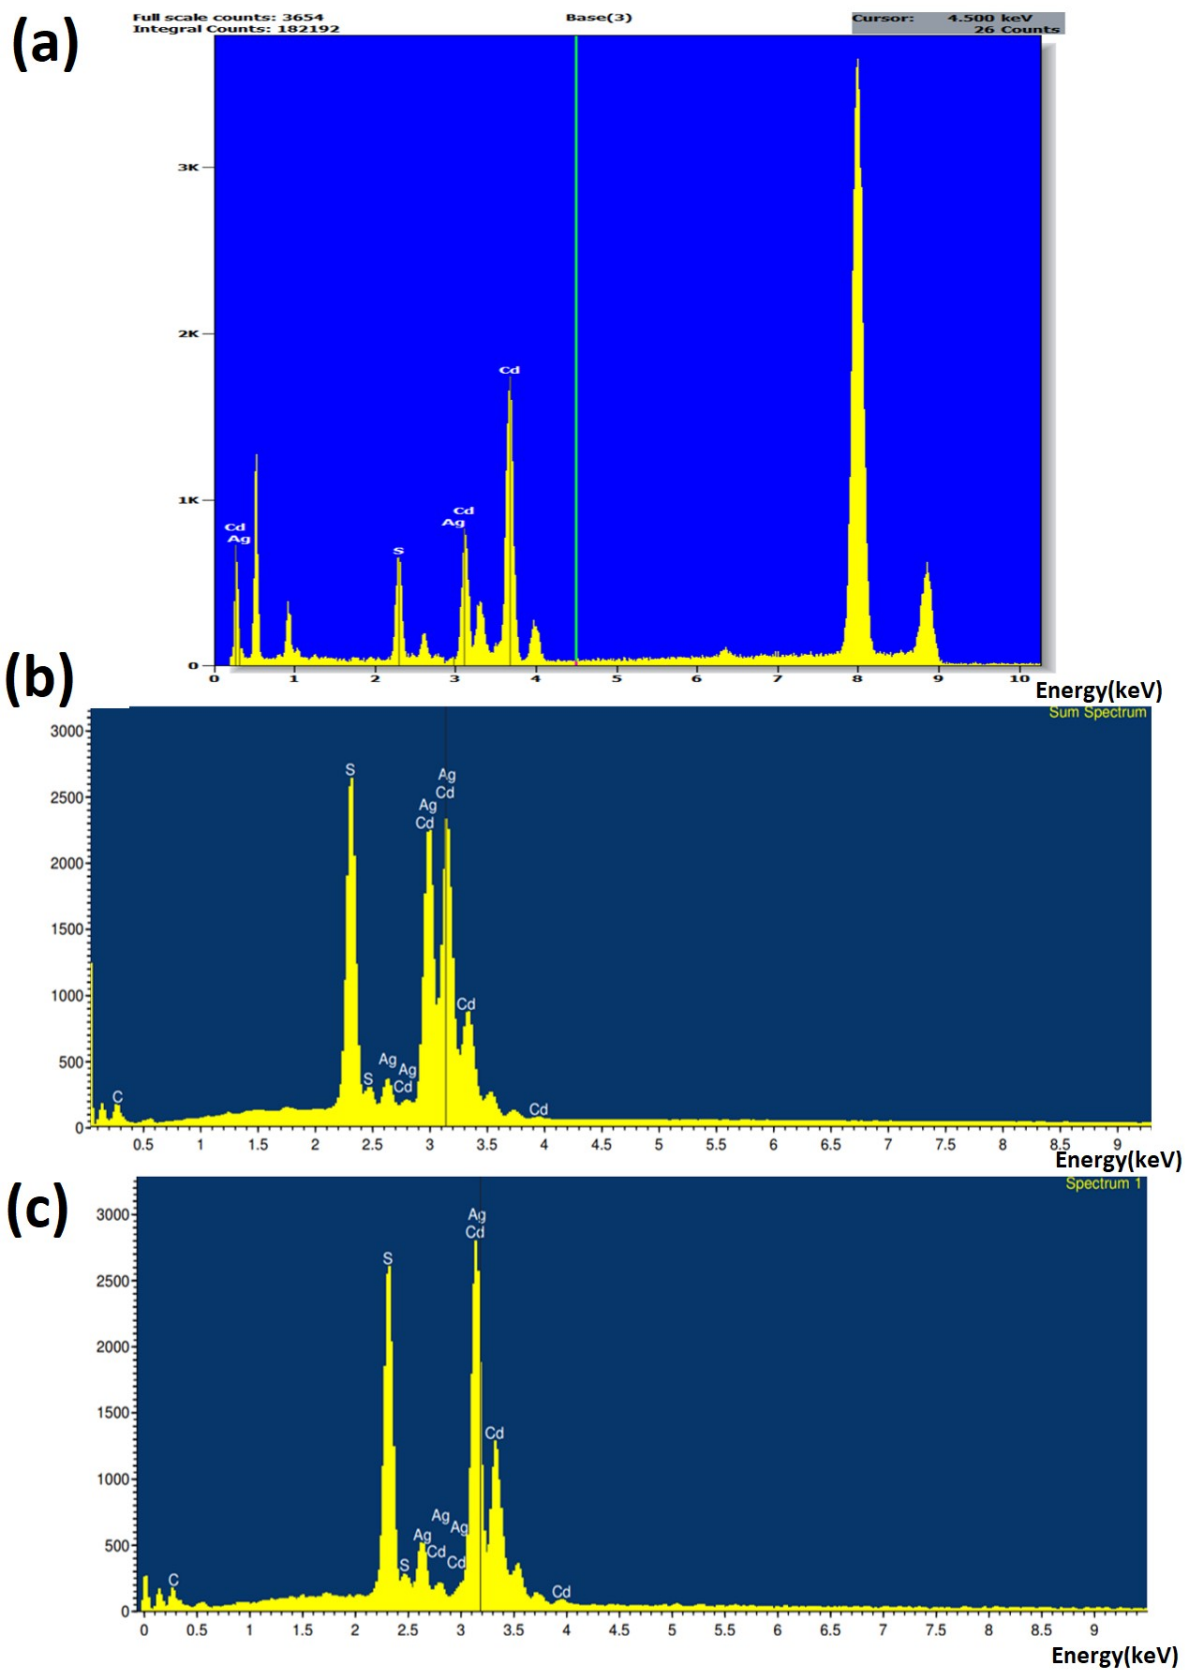 (a)
Full scale counts: 3654
Integral Counts: 182192
Base(3)
Cursor: 4.500 keV
26 Counts
3K
2K
1K
0
Cd
Ag
S
Cd
Ag
Cd
0 1 2 3 4 5 6 7 8 9 10
Energy(keV)
(b)
Sum Spectrum
3000
2500
2000
1500
1000
500
0
C
S
S
Ag
Ag
Cd
Ag
Cd
Ag
Cd
Cd
Cd
0.5 1 1.5 2 2.5 3 3.5 4 4.5 5 5.5 6 6.5 7 7.5 8 8.5 9
Energy(keV)
(c)
Spectrum 1
3000
2500
2000
1500
1000
500
0
C
S
S
Ag
Ag
Cd
Ag
Cd
Ag
Cd
Cd
Cd
0 0.5 1 1.5 2 2.5 3 3.5 4 4.5 5 5.5 6 6.5 7 7.5 8 8.5 9
Energy(keV)